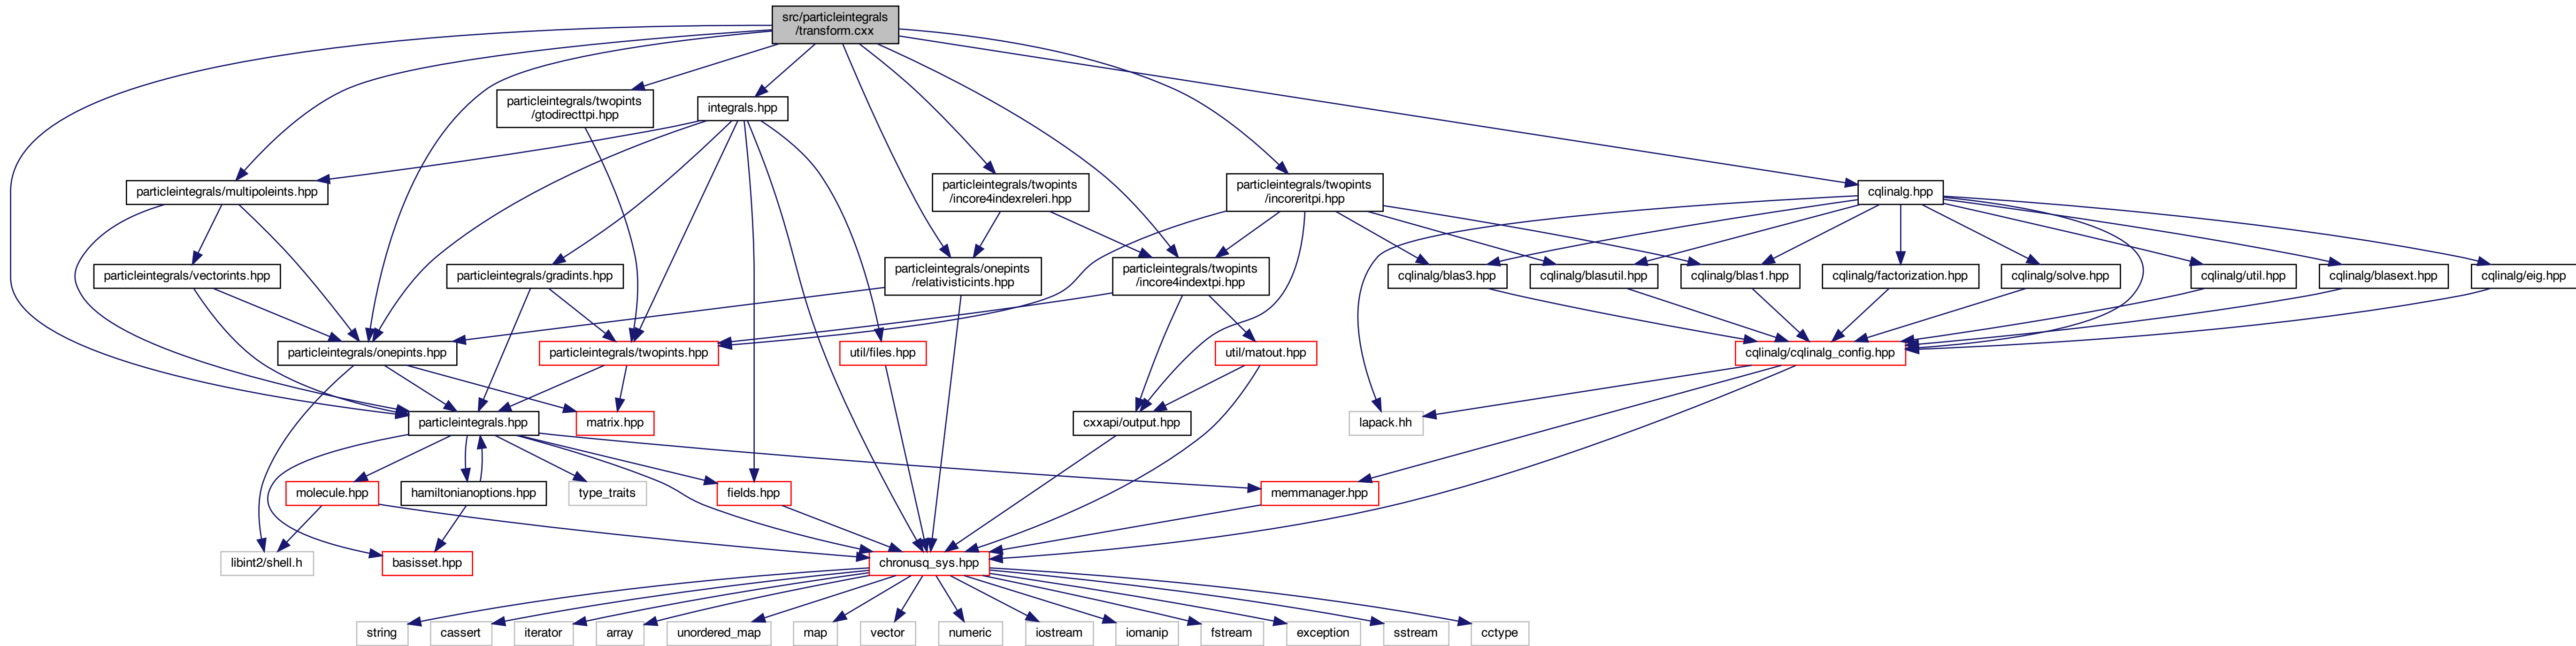 src/particleintegrals
/transform.cxx
particleintegrals/twopints
/gtodirecttpi.hpp
integrals.hpp
particleintegrals/multipoleints.hpp
particleintegrals/twopints
/incore4indexreleri.hpp
particleintegrals/twopints
/incoreritpi.hpp
cqlinalg.hpp
particleintegrals/vectorints.hpp
particleintegrals/gradints.hpp
particleintegrals/onepints
/relativisticints.hpp
particleintegrals/twopints
/incore4indextpi.hpp
cqlinalg/blas3.hpp
cqlinalg/blasutil.hpp
cqlinalg/blas1.hpp
cqlinalg/factorization.hpp
cqlinalg/solve.hpp
cqlinalg/util.hpp
cqlinalg/blasext.hpp
cqlinalg/eig.hpp
particleintegrals/onepints.hpp
particleintegrals/twopints.hpp
util/files.hpp
util/matout.hpp
cqlinalg/cqlinalg_config.hpp
particleintegrals.hpp
matrix.hpp
cxxapi/output.hpp
lapack.hh
molecule.hpp
hamiltonianoptions.hpp
type_traits
fields.hpp
memmanager.hpp
libint2/shell.h
basisset.hpp
chronusq_sys.hpp
string
cassert
iterator
array
unordered_map
map
vector
numeric
iostream
iomanip
fstream
exception
sstream
cctype